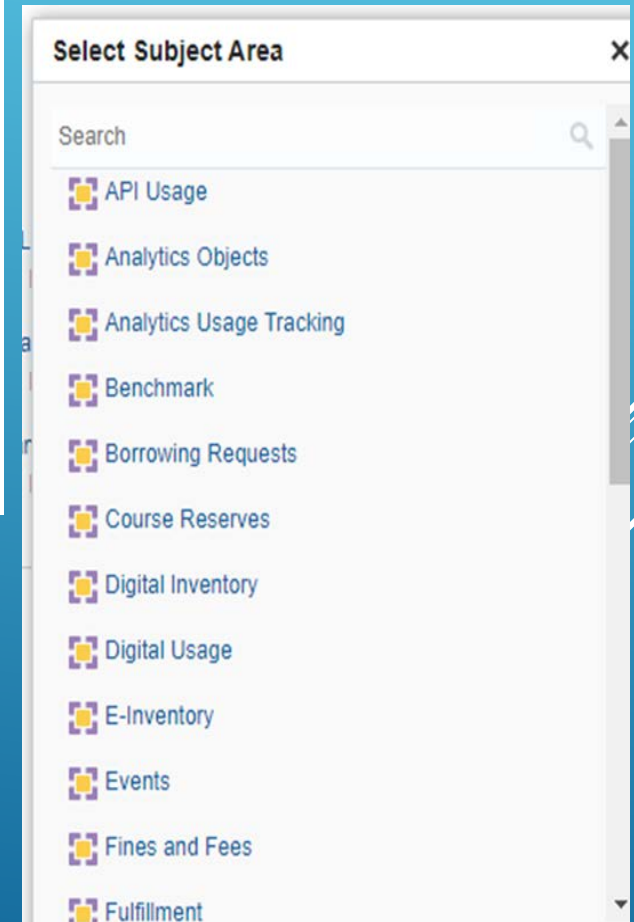 Select Subject Area
Search
API Usage
Analytics Objects
Analytics Usage Tracking
Benchmark
Borrowing Requests
Course Reserves
Digital Inventory
Digital Usage
E-Inventory
Events
Fines and Fees
Fulfillment